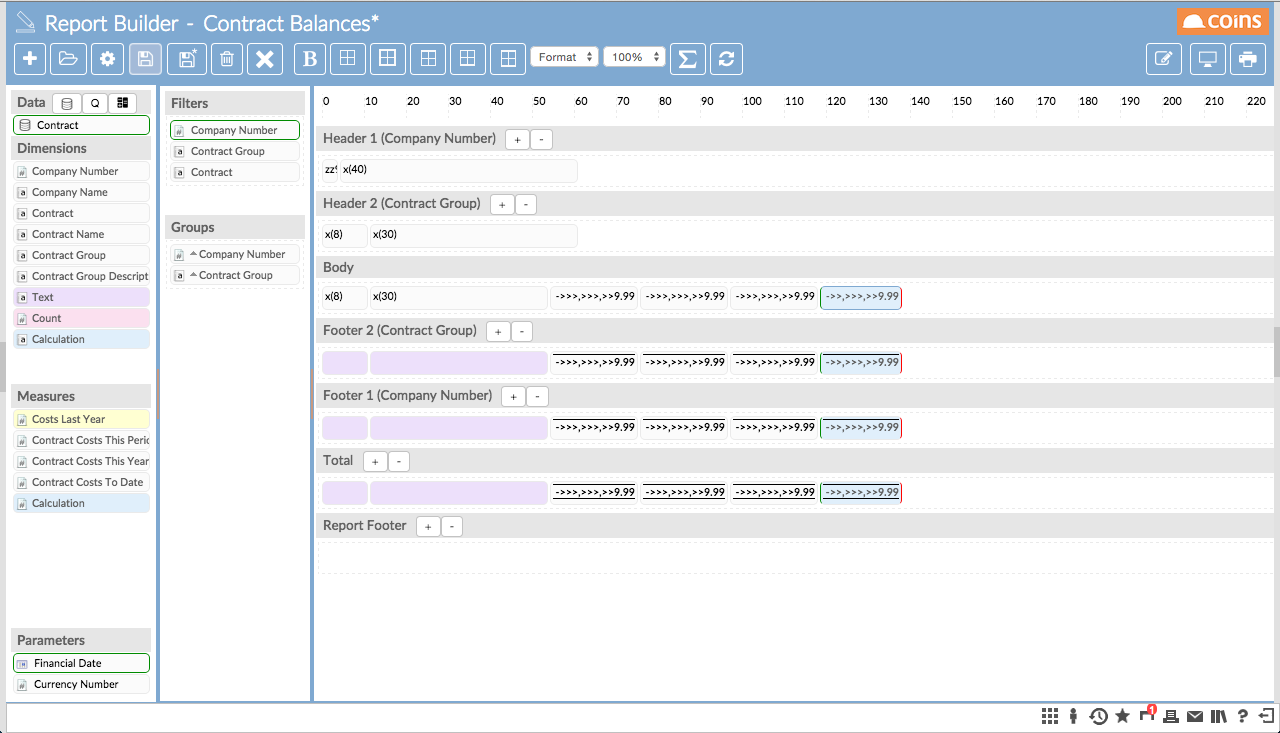 Report Builder - Contract Balances*
coins
B
Format
100%
Σ
Data
Q
Contract
Dimensions
Company Number
Company Name
Contract
Contract Name
Contract Group
Contract Group Descript
Text
Count
Calculation
Measures
Costs Last Year
Contract Costs This Peric
Contract Costs This Year
Contract Costs To Date
Calculation
Parameters
Financial Date
Currency Number
Filters
Company Number
Contract Group
Contract
Groups
Company Number
Contract Group
0 10 20 30 40 50 60 70 80 90 100 110 120 130 140 150 160 170 180 190 200 210 220
Header 1 (Company Number) + -
zz9 x(40)
Header 2 (Contract Group) + -
x(8) x(30)
Body
x(8) x(30) ->>>,>>>,>>9.99 ->>>,>>>,>>9.99 ->>>,>>>,>>9.99 ->>,>>>,>>9.99
Footer 2 (Contract Group) + -
->>>,>>>,>>9.99 ->>>,>>>,>>9.99 ->>>,>>>,>>9.99 ->>,>>>,>>9.99
Footer 1 (Company Number) + -
->>>,>>>,>>9.99 ->>>,>>>,>>9.99 ->>>,>>>,>>9.99 ->>,>>>,>>9.99
Total + -
->>>,>>>,>>9.99 ->>>,>>>,>>9.99 ->>>,>>>,>>9.99 ->>,>>>,>>9.99
Report Footer + -
1
?